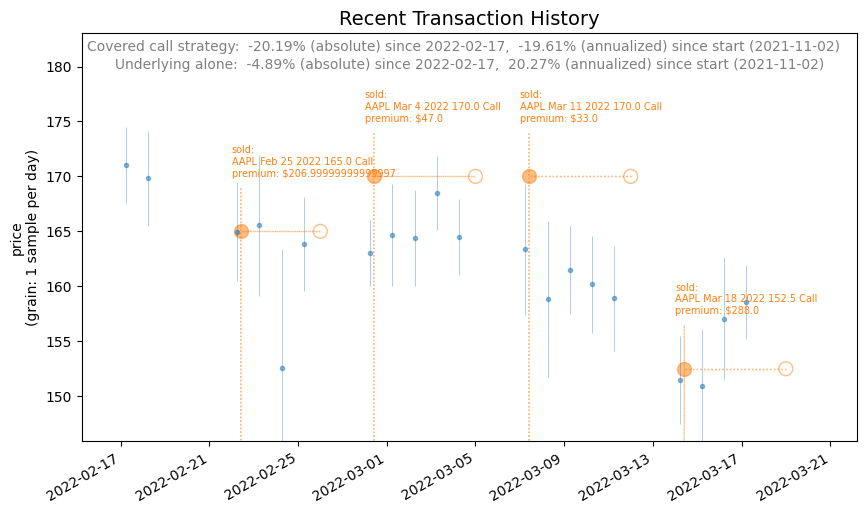 Recent Transaction History
Covered call strategy:  -20.19% (absolute) since 2022-02-17,  -19.61% (annualized) since start (2021-11-02)
Underlying alone:  -4.89% (absolute) since 2022-02-17,  20.27% (annualized) since start (2021-11-02)
price
(grain: 1 sample per day)
180
175
170
165
160
155
150
sold:
AAPL Feb 25 2022 165.0 Call
premium: $206.99999999999997
sold:
AAPL Mar 4 2022 170.0 Call
premium: $47.0
sold:
AAPL Mar 11 2022 170.0 Call
premium: $33.0
sold:
AAPL Mar 18 2022 152.5 Call
premium: $288.0
2022-02-17
2022-02-21
2022-02-25
2022-03-01
2022-03-05
2022-03-09
2022-03-13
2022-03-17
2022-03-21